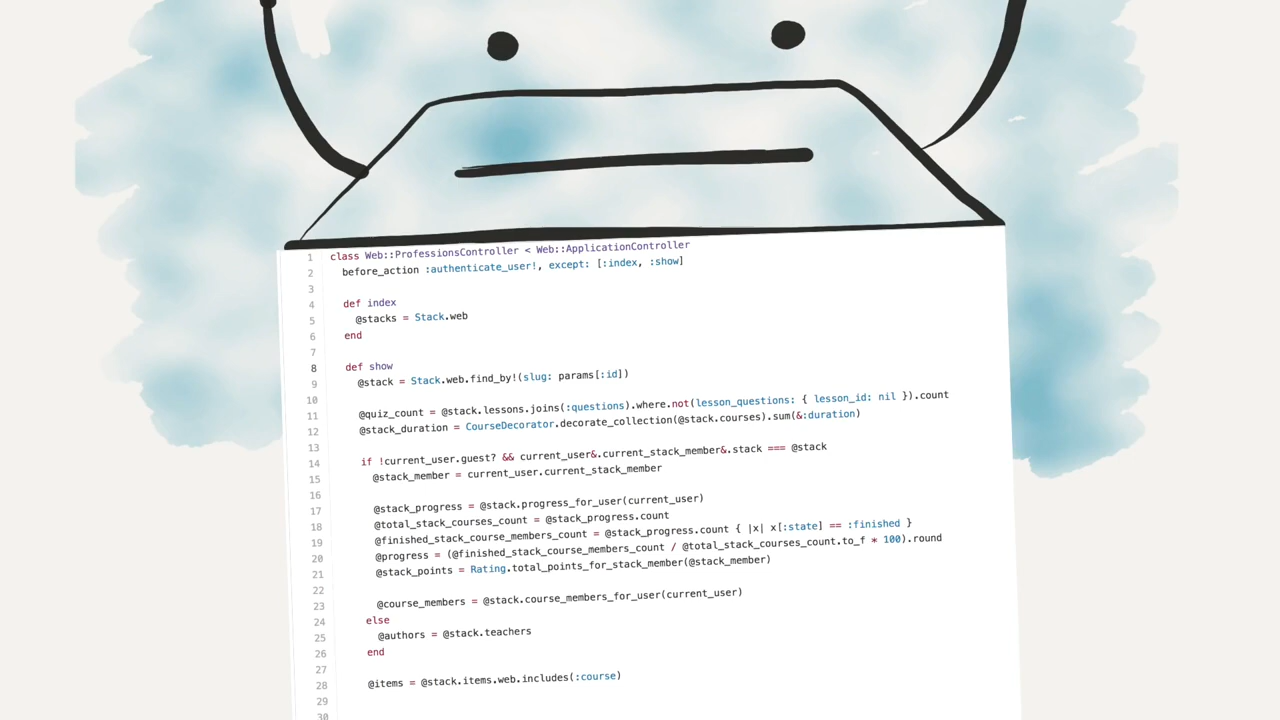 1 class Web::ProfessionsController < Web::ApplicationController
2 before_action :authenticate_user!, except: [:index, :show]
3
4 def index
5 @stacks = Stack.web
6 end
7
8 def show
9 @stack = Stack.web.find_by!(slug: params[:id])
10
11 @quiz_count = @stack.lessons.joins(:questions).where.not(lesson_questions: { lesson_id: nil }).count
12 @stack_duration = CourseDecorator.decorate_collection(@stack.courses).sum(&:duration)
13
14 if !current_user.guest? && current_user&.current_stack_member&.stack === @stack
15 @stack_member = current_user.current_stack_member
16
17 @stack_progress = @stack.progress_for_user(current_user)
18 @total_stack_courses_count = @stack_progress.count
19 @finished_stack_course_members_count = @stack_progress.count { |x| x[:state] == :finished }
20 @progress = (@finished_stack_course_members_count / @total_stack_courses_count.to_f * 100).round
21 @stack_points = Rating.total_points_for_stack_member(@stack_member)
22
23 @course_members = @stack.course_members_for_user(current_user)
24 else
25 @authors = @stack.teachers
26 end
27
28 @items = @stack.items.web.includes(:course)
29
30